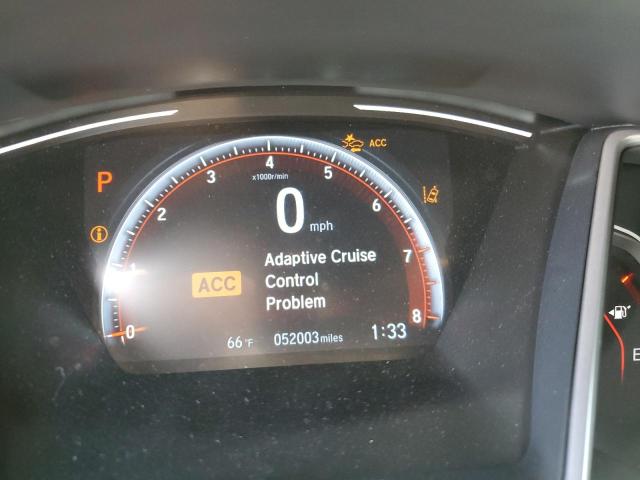 ACC
4
3
5
x1000r/min
P
2
6
0
mph
i
1
Adaptive Cruise
7
ACC
Control
Problem
0
8
66°F
052003 miles
1:33
E